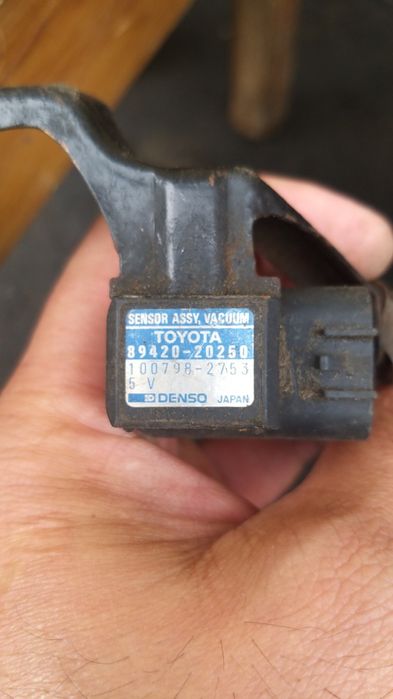 SENSOR ASSY, VACUUM
TOYOTA
89420-20250
100798-2753
5 V
DENSO JAPAN